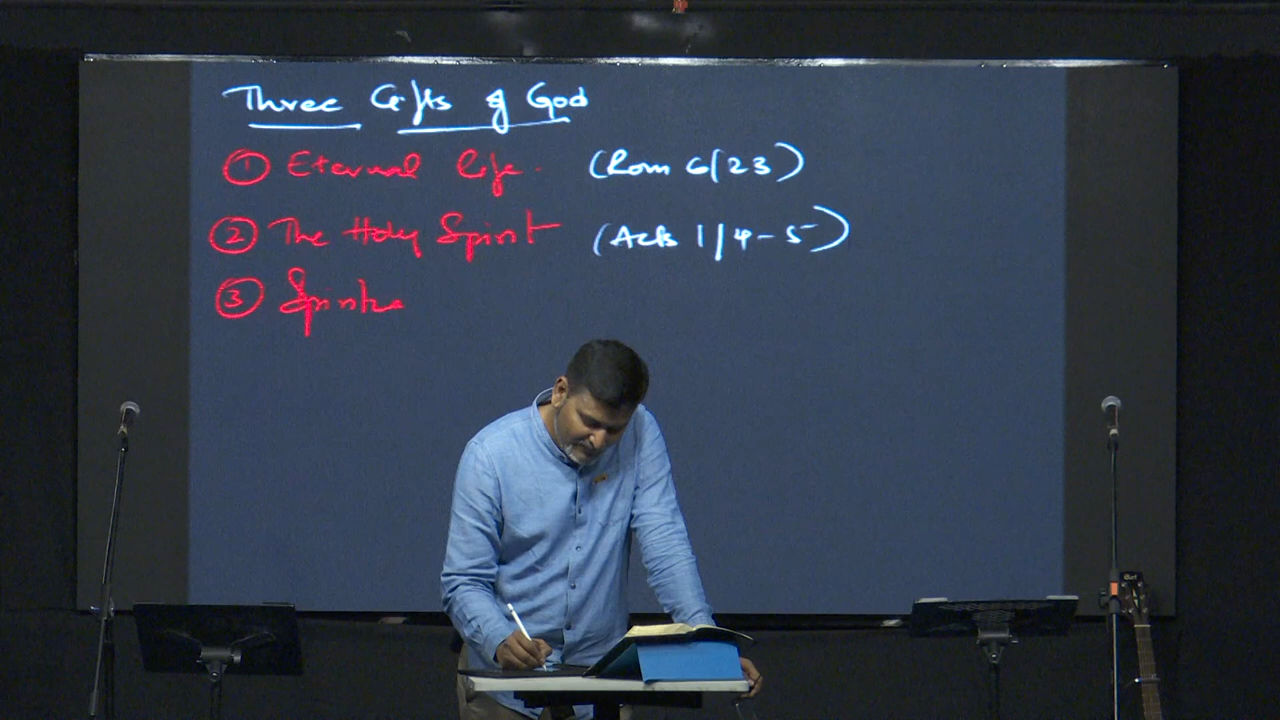 Three Gifts of God
① Eternal life. (Rom 6/23)
② The Holy Spirit (Acts 1/4-5)
③ Spiritua